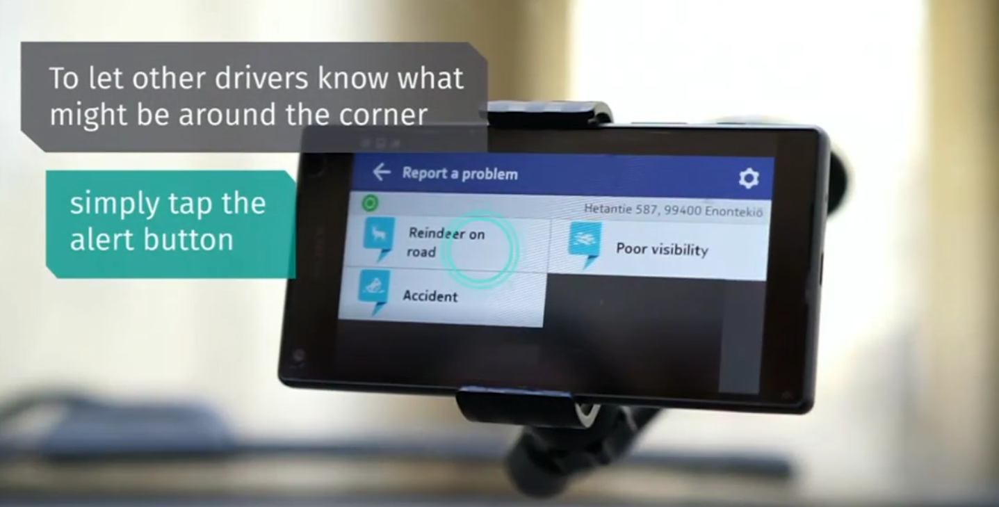 To let other drivers know what
might be around the corner
simply tap the
alert button
Report a problem
Hetantie 587, 99400 Enontekiö
Reindeer on
road
Poor visibility
Accident